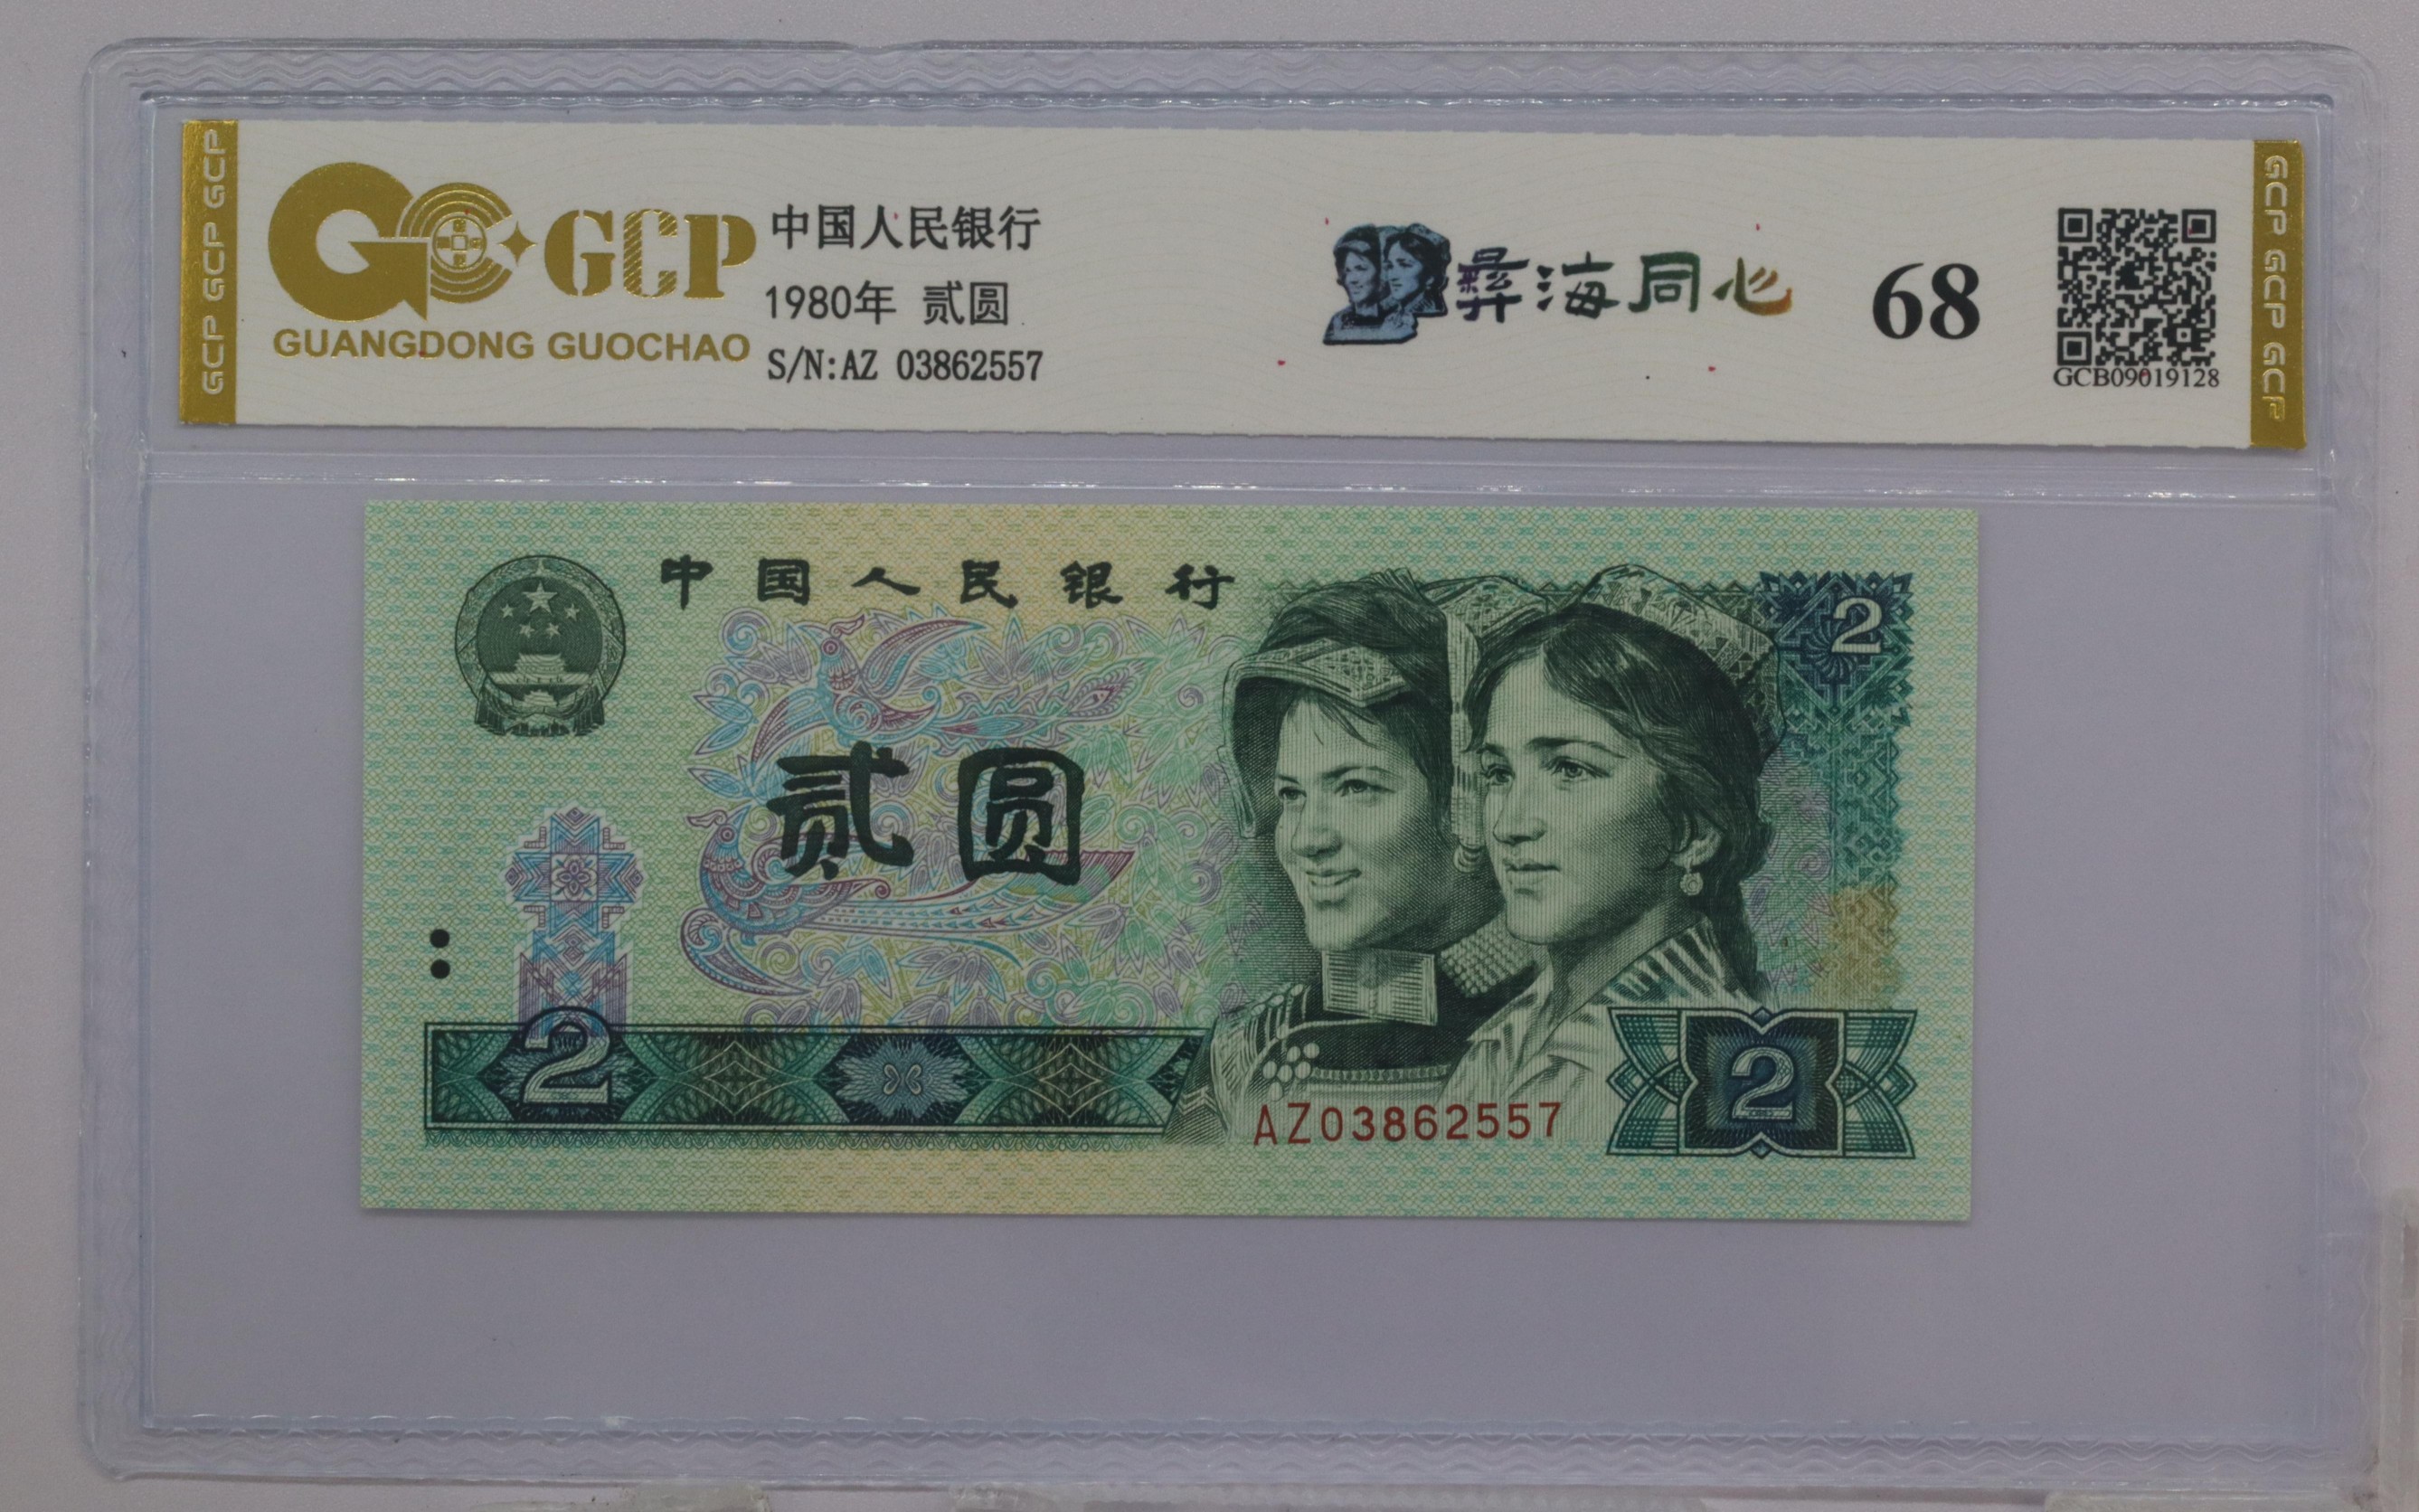 GCP GCP GCP
GCP
GUANGDONG GUOCHAO
中国人民银行
1980年 贰圆
S/N:AZ 03862557
彝海同心
68
GCB09019128
GCP GCP GCP
中国人民银行
2
贰圆
2
AZ03862557
2